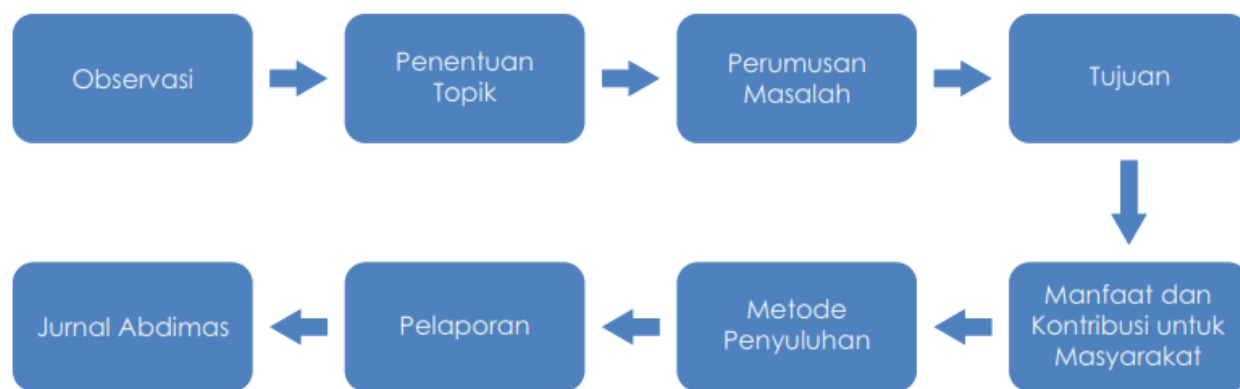 Observasi
Penentuan
Topik
Perumusan
Masalah
Tujuan
Manfaat dan
Kontribusi untuk
Masyarakat
Metode
Penyuluhan
Pelaporan
Jurnal Abdimas